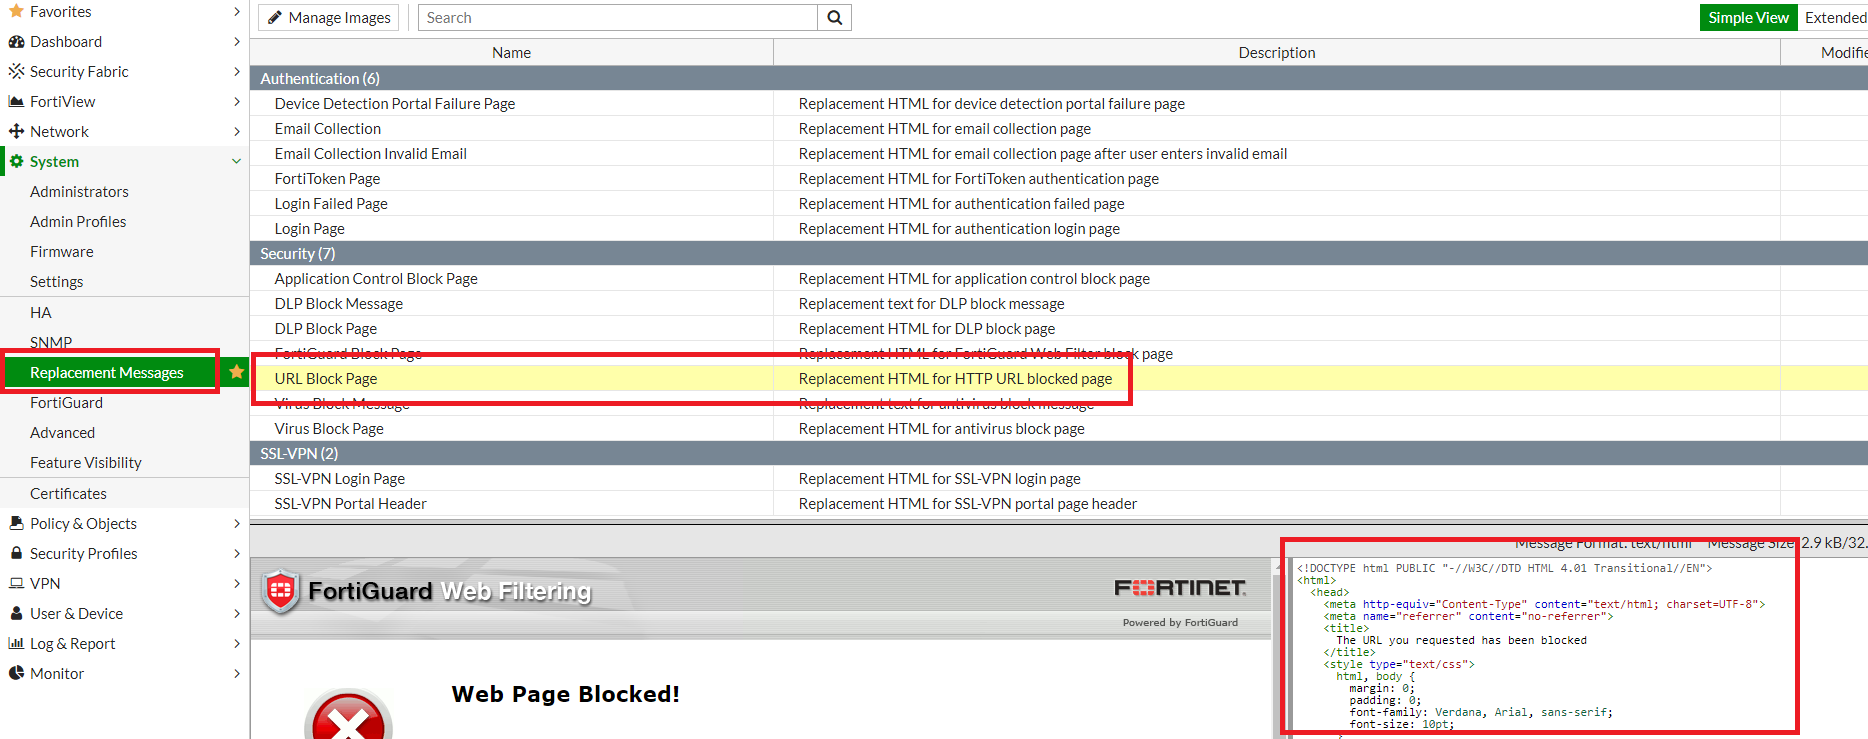 Favorites
Dashboard
Security Fabric
FortiView
Network
System
Administrators
Admin Profiles
Firmware
Settings
HA
SNMP
Replacement Messages
FortiGuard
Advanced
Feature Visibility
Certificates
Policy & Objects
Security Profiles
VPN
User & Device
Log & Report
Monitor
Manage Images Search Simple View Extended
Name Description Modifie
Authentication (6)
Device Detection Portal Failure Page Replacement HTML for device detection portal failure page
Email Collection Replacement HTML for email collection page
Email Collection Invalid Email Replacement HTML for email collection page after user enters invalid email
FortiToken Page Replacement HTML for FortiToken authentication page
Login Failed Page Replacement HTML for authentication failed page
Login Page Replacement HTML for authentication login page
Security (7)
Application Control Block Page Replacement HTML for application control block page
DLP Block Message Replacement text for DLP block message
DLP Block Page Replacement HTML for DLP block page
FortiGuard Block Page Replacement HTML for FortiGuard Web Filter block page
URL Block Page Replacement HTML for HTTP URL blocked page
Virus Block Message Replacement text for antivirus block message
Virus Block Page Replacement HTML for antivirus block page
SSL-VPN (2)
SSL-VPN Login Page Replacement HTML for SSL-VPN login page
SSL-VPN Portal Header Replacement HTML for SSL-VPN portal page header
Message Format: text/html Message Size: 2.9 kB/32.
FortiGuard Web Filtering
FORTINET
Powered by FortiGuard
Web Page Blocked!
<!DOCTYPE html PUBLIC "-//W3C//DTD HTML 4.01 Transitional//EN">
<html>
<head>
<meta http-equiv="Content-Type" content="text/html; charset=UTF-8">
<meta name="referrer" content="no-referrer">
<title>
The URL you requested has been blocked
</title>
<style type="text/css">
html, body {
margin: 0;
padding: 0;
font-family: Verdana, Arial, sans-serif;
font-size: 10pt;